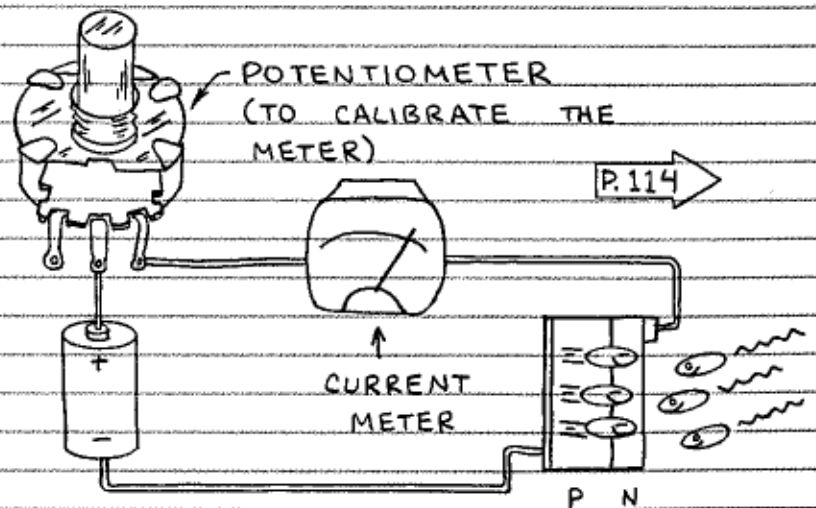 POTENTIOMETER
(TO CALIBRATE THE
METER)
P. 114
+
-
CURRENT
METER
P N